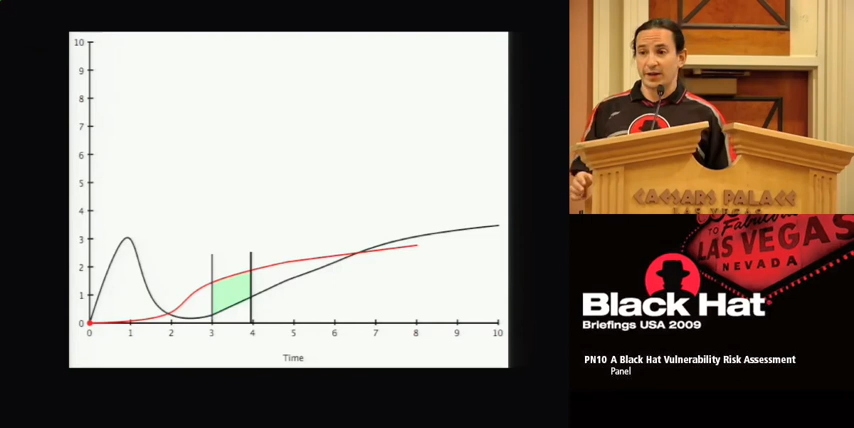 10
9
8
7
6
5
4
3
2
1
0
0 1 2 3 4 5 6 7 8 9 10
Time
CAESARS PALACE
LAS VEGAS
TO Fabulous
LAS VEGAS
NEVADA
Black Hat
Briefings USA 2009
PN10 A Black Hat Vulnerability Risk Assessment
Panel